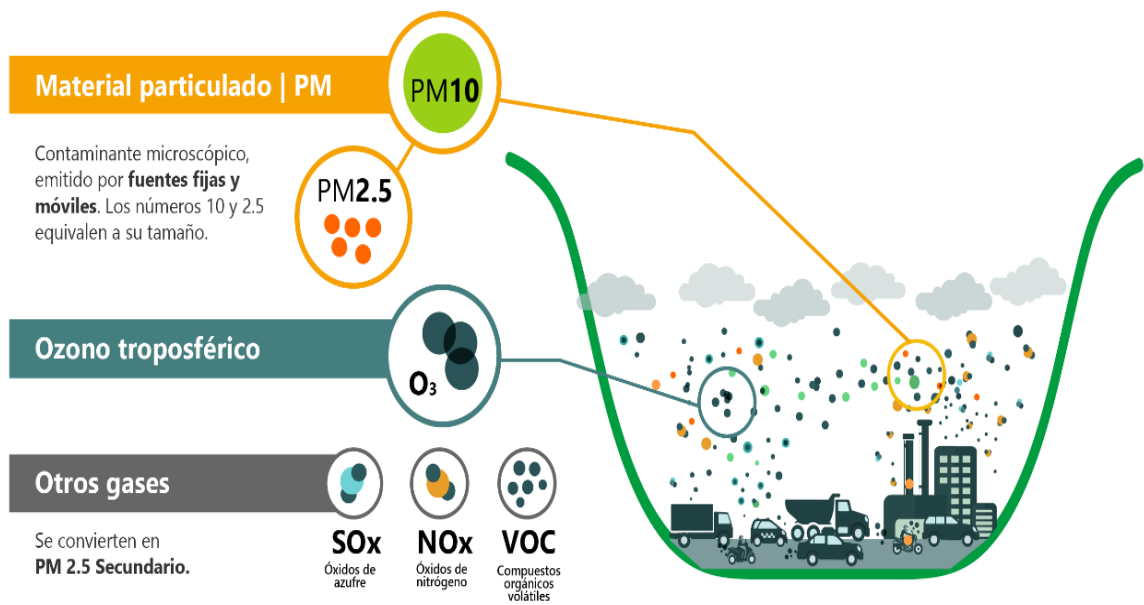 Material particulado | PM
PM10
Contaminante microscópico,
emitido por fuentes fijas y
móviles. Los números 10 y 2.5
equivalen a su tamaño.
PM2.5
Ozono troposférico
O₃
Otros gases
Se convierten en
PM 2.5 Secundario.
SOx
Óxidos de
azufre
NOx
Óxidos de
nitrógeno
VOC
Compuestos
orgánicos
volátiles